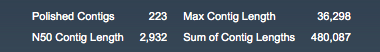 Polished Contigs 223 Max Contig Length 36,298
N50 Contig Length 2,932 Sum of Contig Lengths 480,087